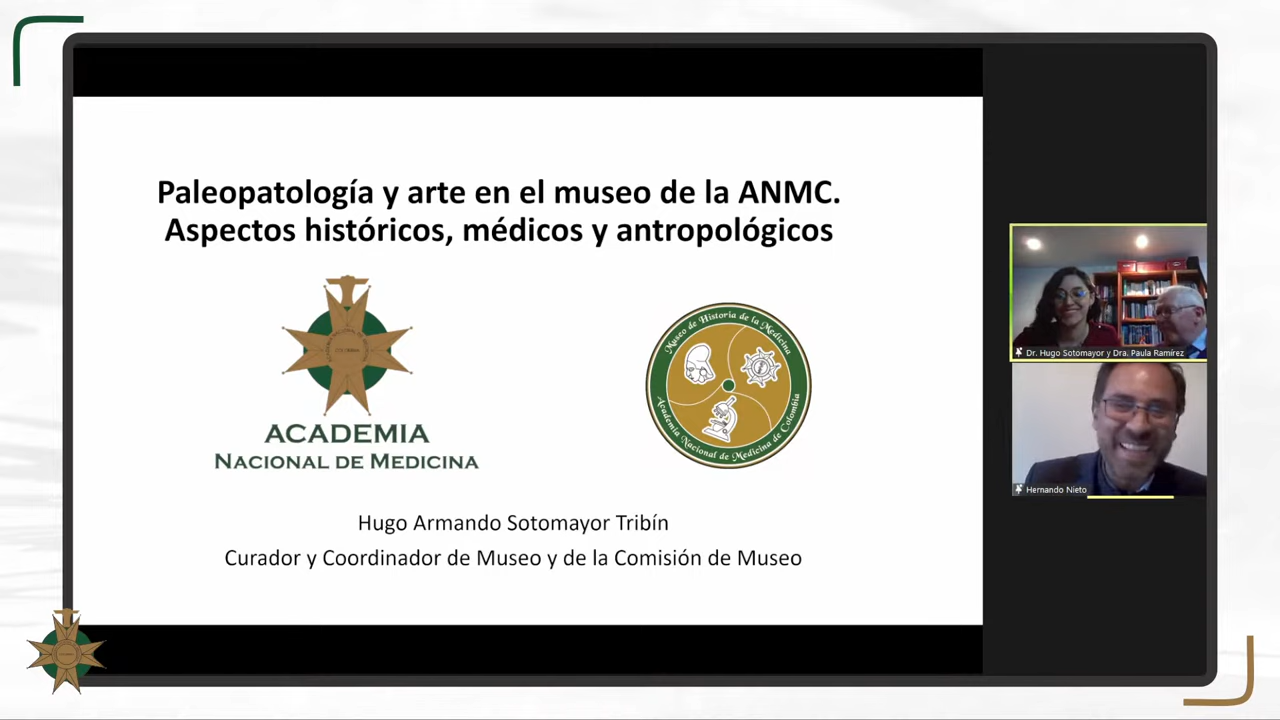 Paleopatología y arte en el museo de la ANMC.
Aspectos históricos, médicos y antropológicos
ACADEMIA
NACIONAL DE MEDICINA
Museo de Historia de la Medicina
Academia Nacional de Medicina de Colombia
Hugo Armando Sotomayor Tribín
Curador y Coordinador de Museo y de la Comisión de Museo
Dr. Hugo Sotomayor y Dra. Paula Ramírez
Hernando Nieto